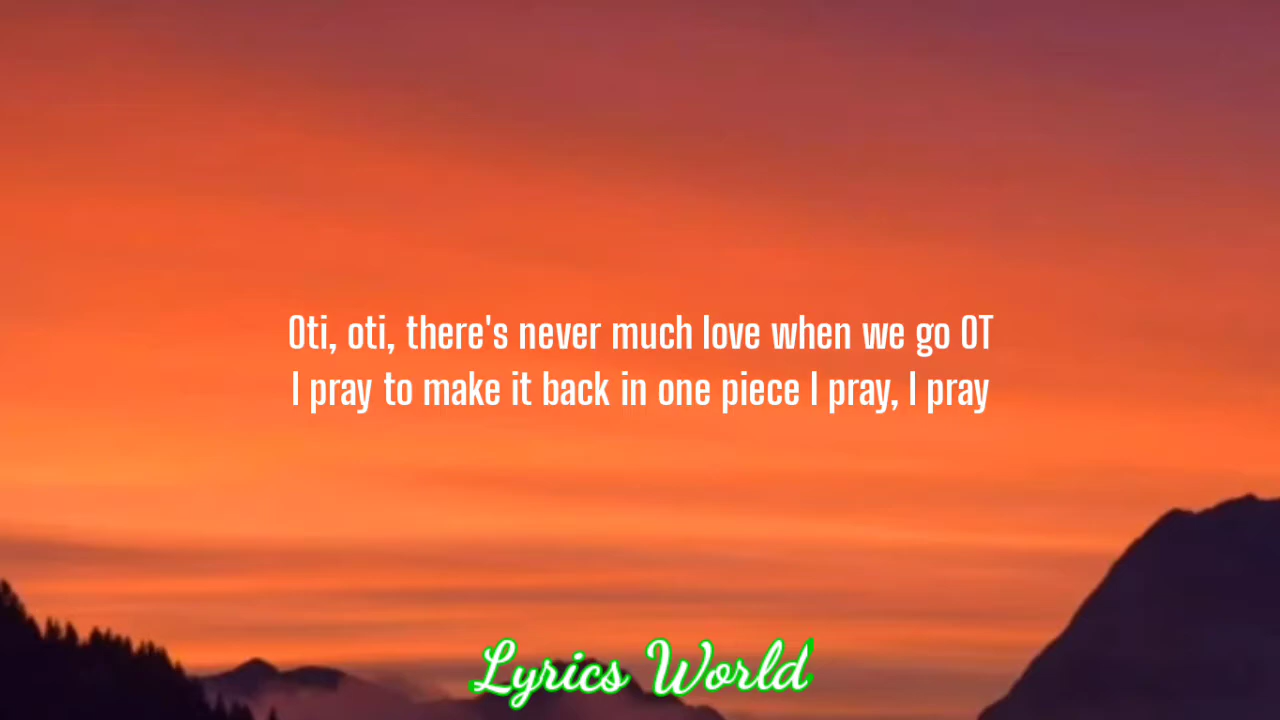 Oti, oti, there's never much love when we go OT
I pray to make it back in one piece I pray, I pray
Lyrics World